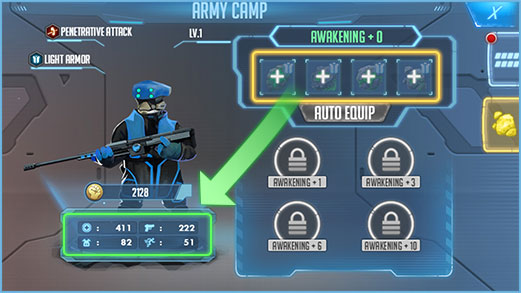 ARMY CAMP
X
PENETRATIVE ATTACK
LV.1
LIGHT ARMOR
AWAKENING + 0
+ + + +
AUTO EQUIP
AWAKENING + 1
AWAKENING + 3
AWAKENING + 6
AWAKENING + 10
2128
: 411 : 222
: 82 : 51